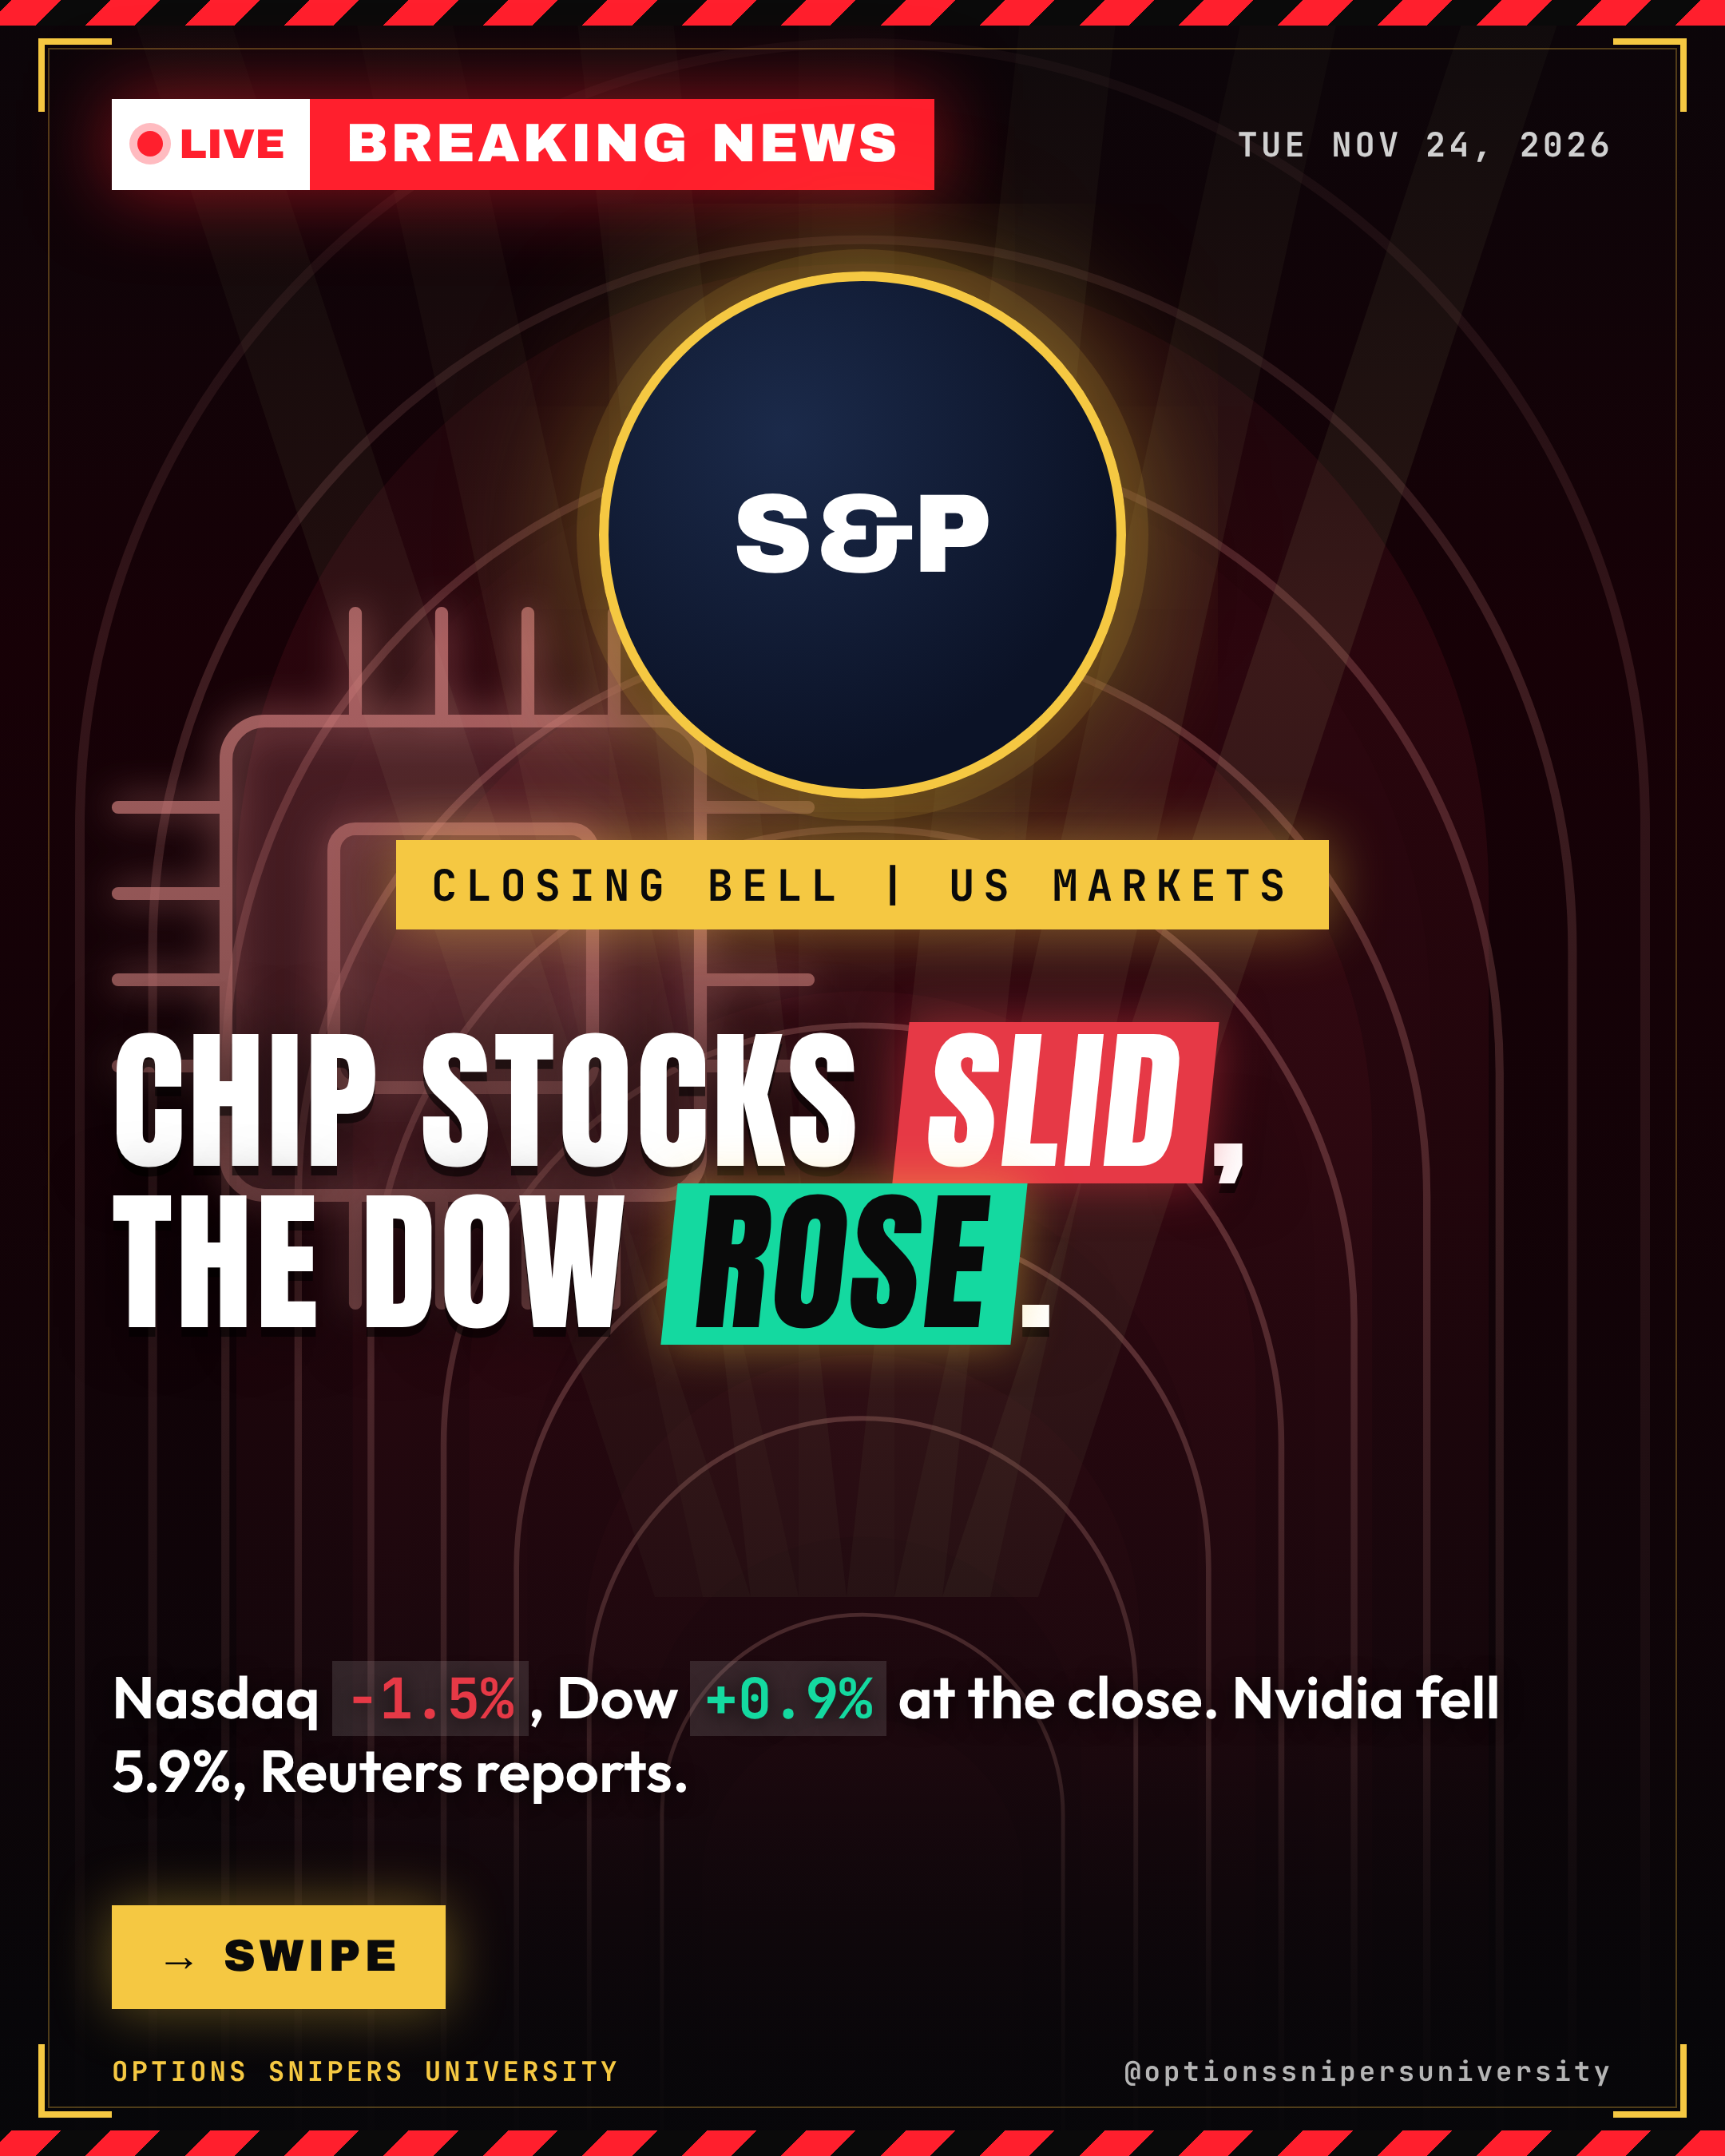 LIVE BREAKING NEWS
TUE NOV 24, 2026
S&P
CLOSING BELL | US MARKETS
CHIP STOCKS SLID,
THE DOW ROSE.
Nasdaq -1.5%, Dow +0.9% at the close. Nvidia fell
5.9%, Reuters reports.
→ SWIPE
OPTIONS SNIPERS UNIVERSITY
@optionssnipersuniversity